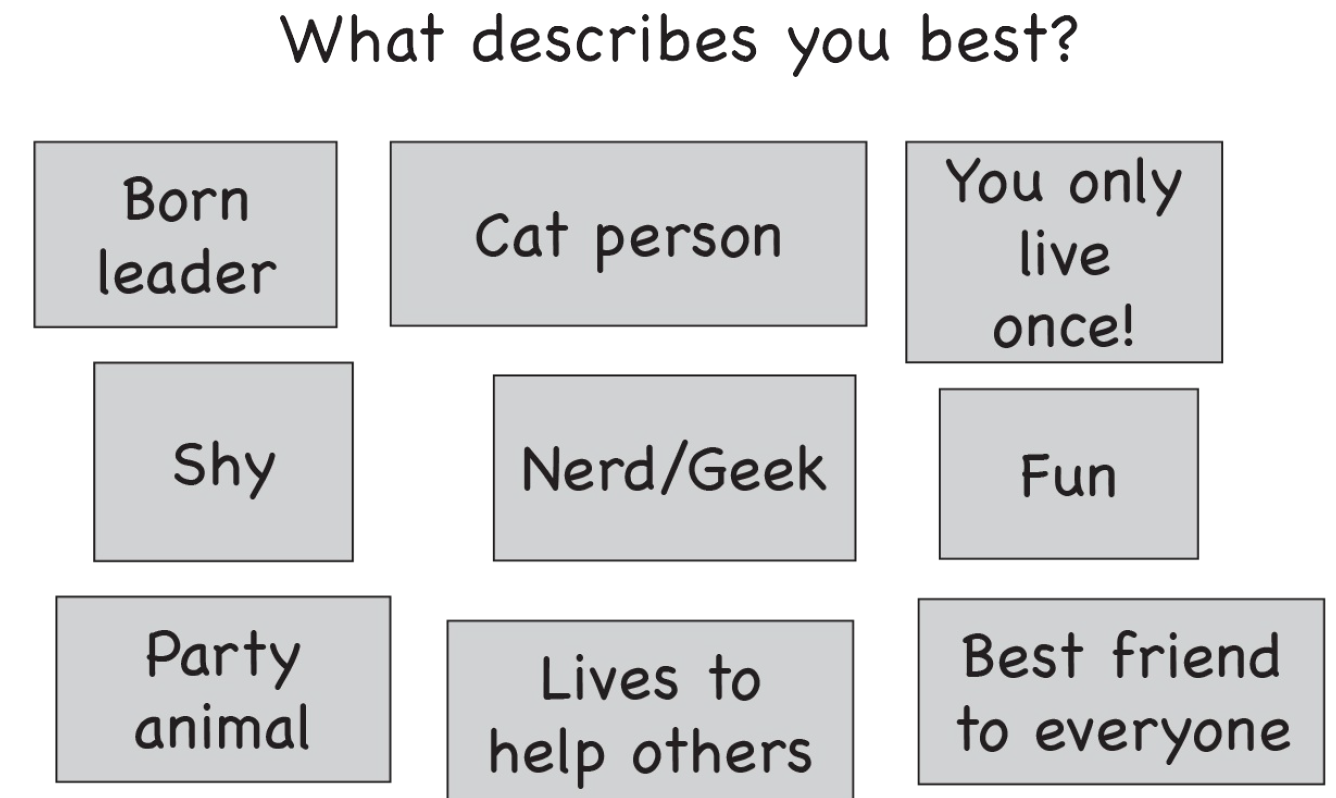 What describes you best?
Born
leader
Cat person
You only
live
once!
Shy
Nerd/Geek
Fun
Party
animal
Lives to
help others
Best friend
to everyone